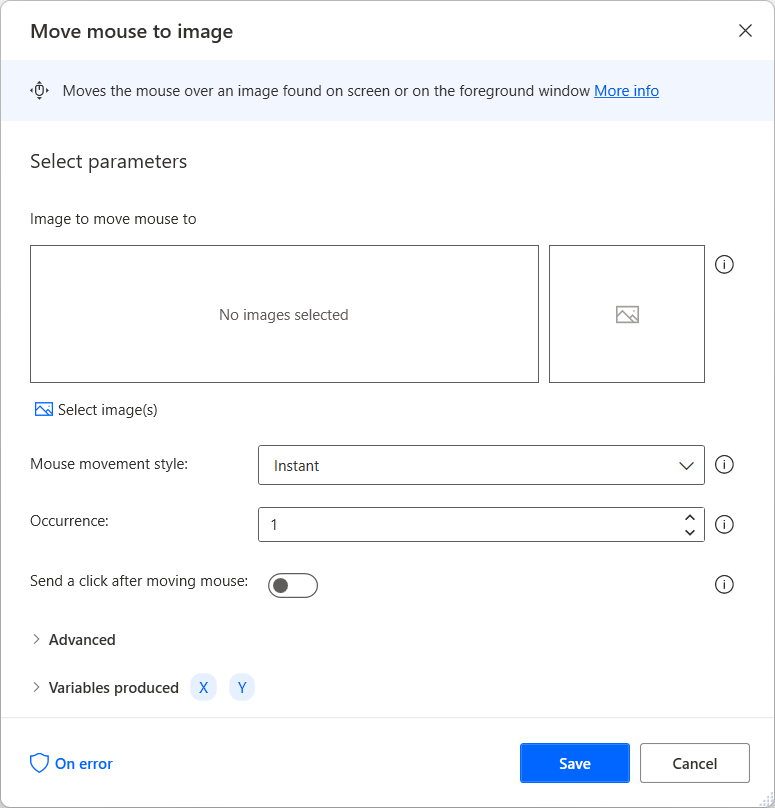 Move mouse to image
Moves the mouse over an image found on screen or on the foreground window More info
Select parameters
Image to move mouse to
No images selected
Select image(s)
Mouse movement style:
Instant
Occurrence:
1
Send a click after moving mouse:
Advanced
Variables produced X Y
On error
Save
Cancel